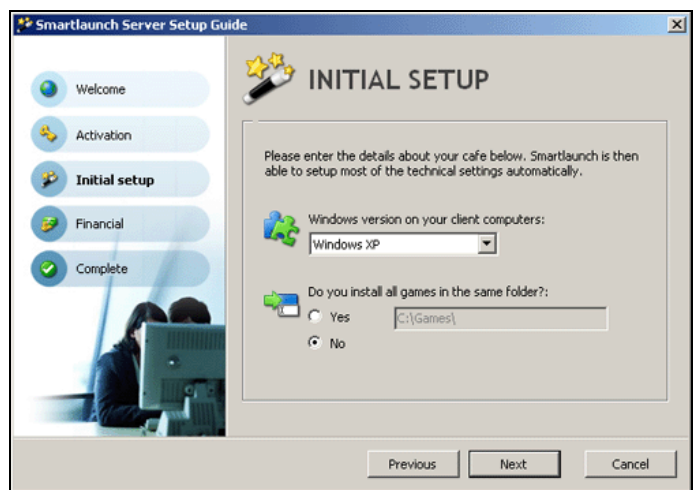 Smartlaunch Server Setup Guide
Welcome
Activation
Initial setup
Financial
Complete
INITIAL SETUP
Please enter the details about your cafe below. Smartlaunch is then
able to setup most of the technical settings automatically.
Windows version on your client computers:
Windows XP
Do you install all games in the same folder?:
Yes
C:\Games\
No
Previous
Next
Cancel